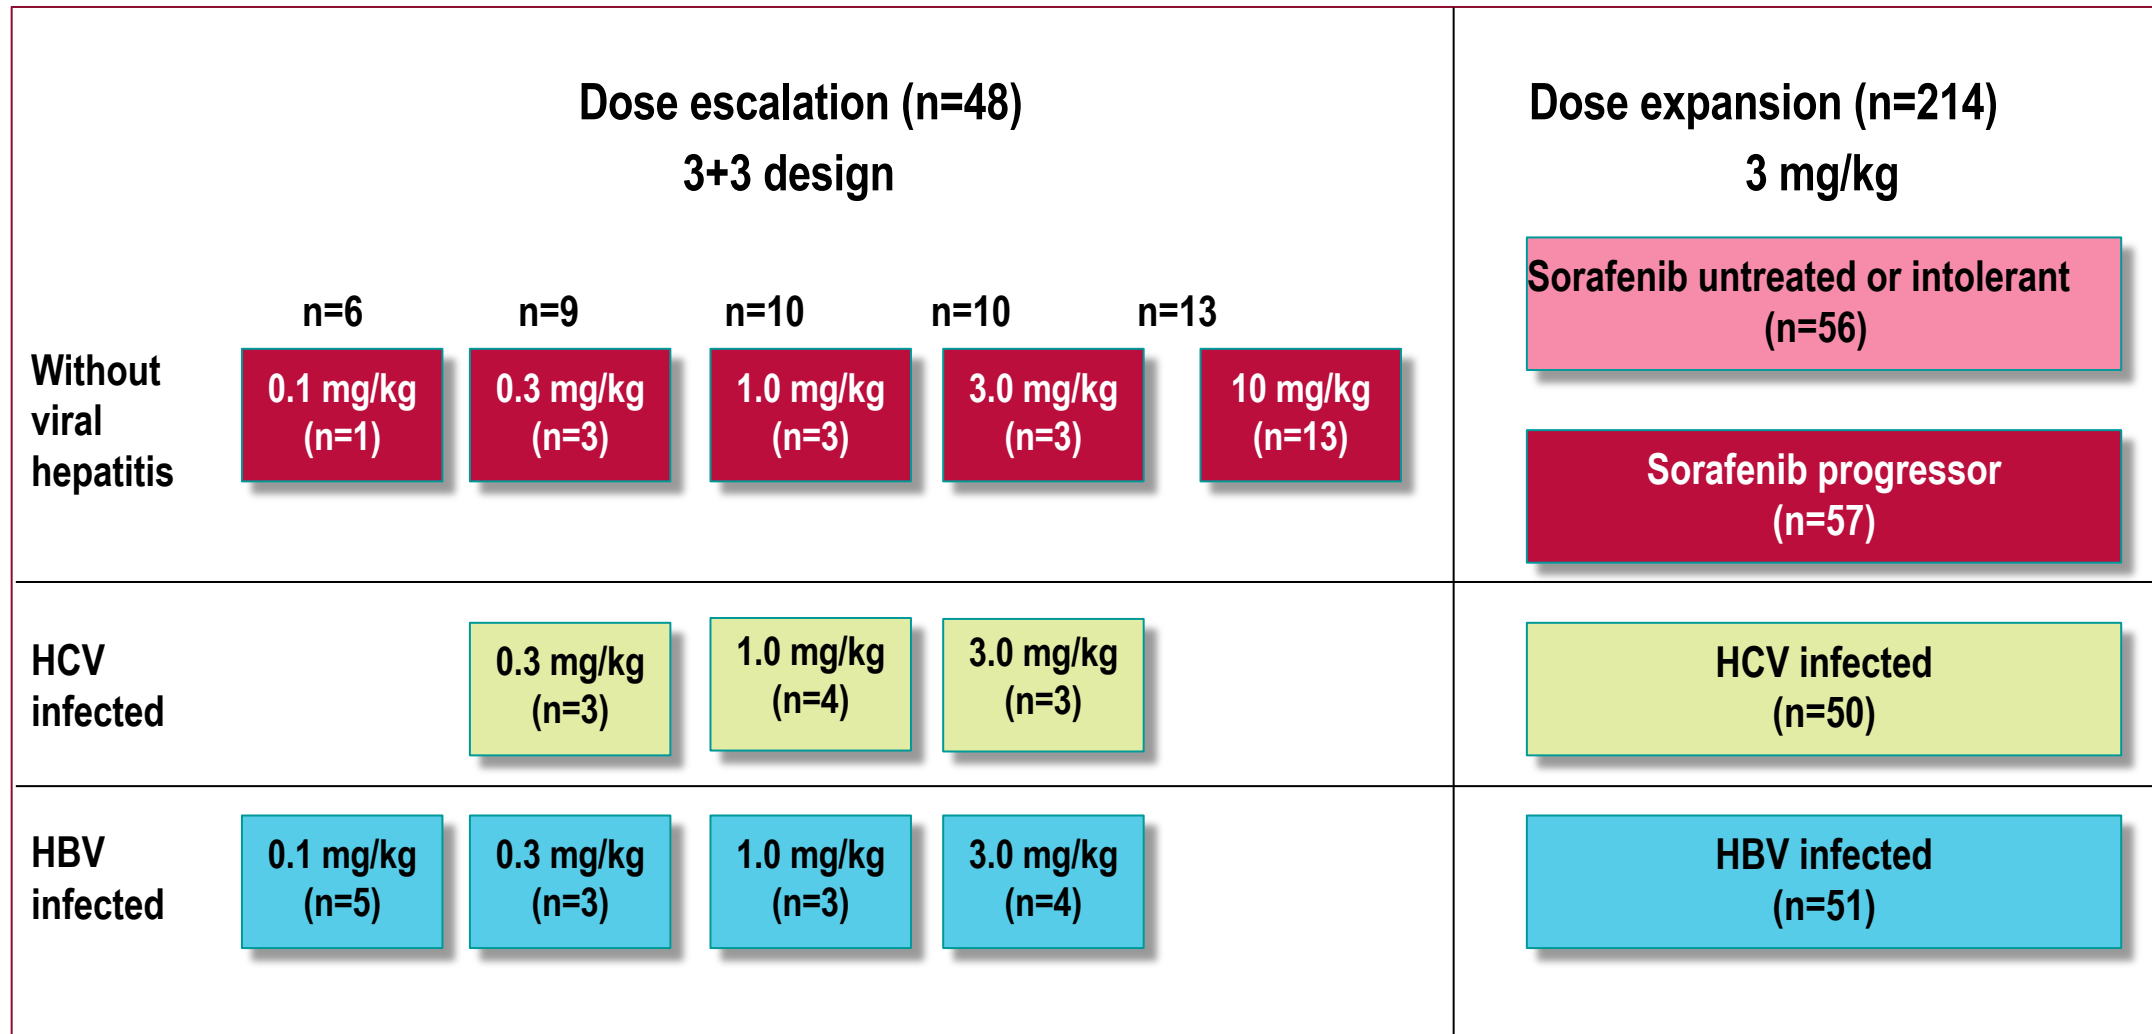 Dose escalation (n=48)
3+3 design
Dose expansion (n=214)
3 mg/kg
n=6
n=9
n=10
n=10
n=13
Without
viral
hepatitis
0.1 mg/kg
(n=1)
0.3 mg/kg
(n=3)
1.0 mg/kg
(n=3)
3.0 mg/kg
(n=3)
10 mg/kg
(n=13)
Sorafenib untreated or intolerant
(n=56)
Sorafenib progressor
(n=57)
HCV
infected
0.3 mg/kg
(n=3)
1.0 mg/kg
(n=4)
3.0 mg/kg
(n=3)
HCV infected
(n=50)
HBV
infected
0.1 mg/kg
(n=5)
0.3 mg/kg
(n=3)
1.0 mg/kg
(n=3)
3.0 mg/kg
(n=4)
HBV infected
(n=51)